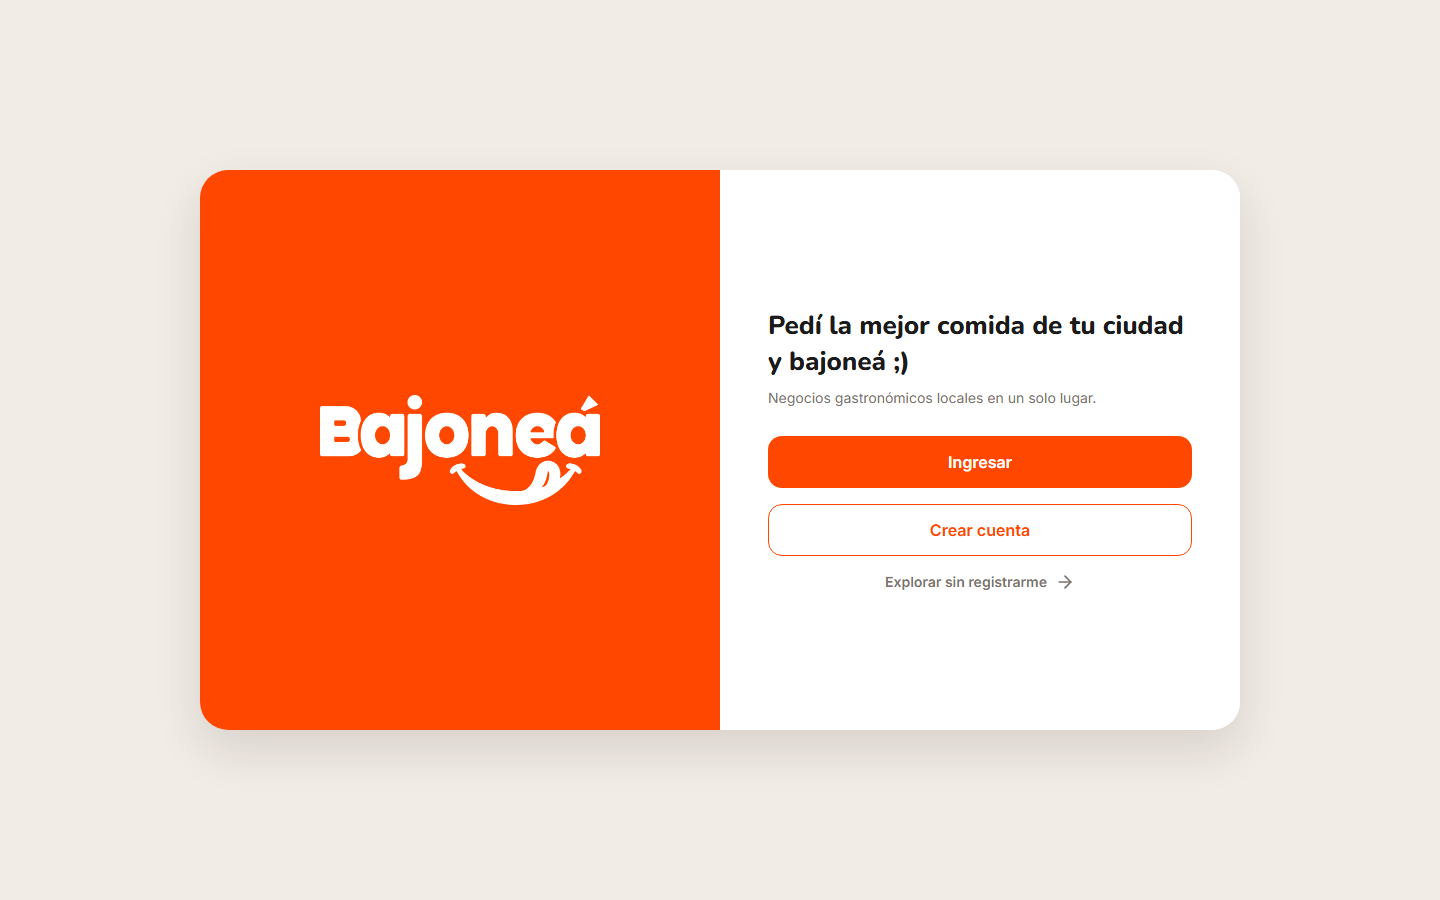 Bajoneá
Pedí la mejor comida de tu ciudad
y bajoneá ;)
Negocios gastronómicos locales en un solo lugar.
Ingresar
Crear cuenta
Explorar sin registrarme →